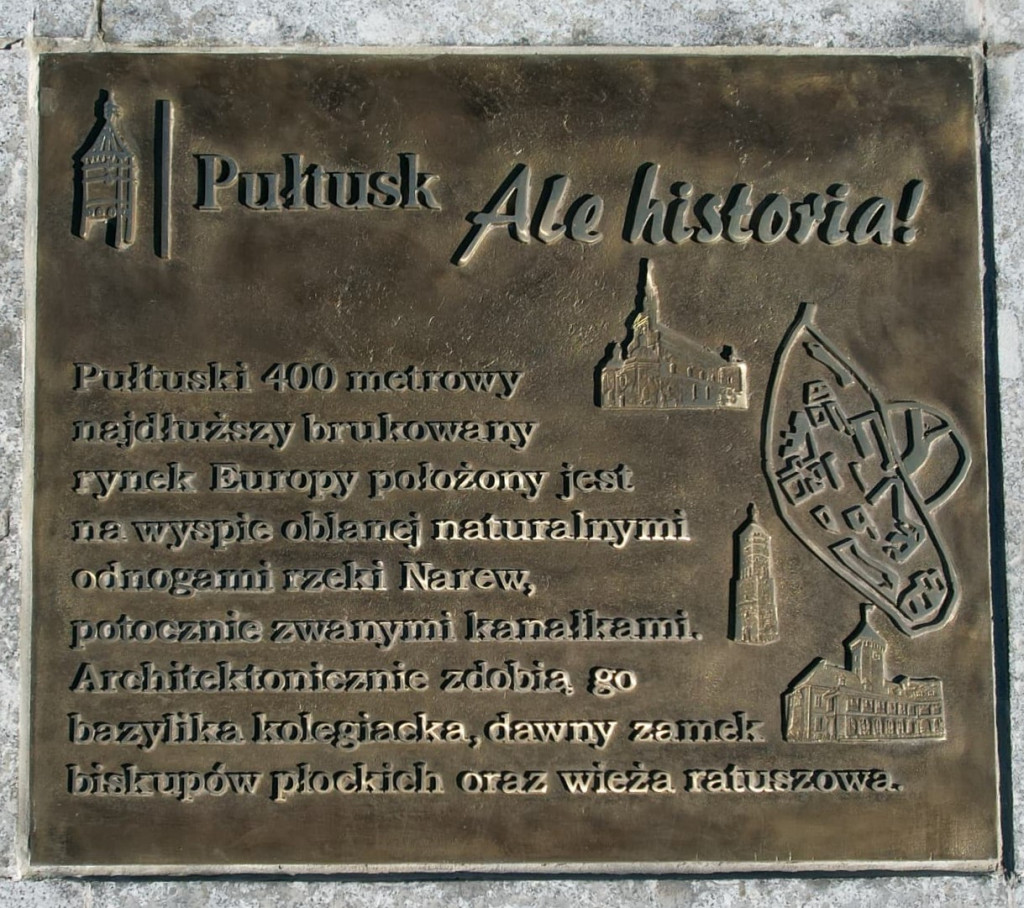 Pułtusk Ale historia!
Pułtuski 400 metrowy
najdłuższy brukowany
rynek Europy położony jest
na wyspie oblanej naturalnymi
odnogami rzeki Narew,
potocznie zwanymi kanałkami.
Architektonicznie zdobią go
bazylika kolegiacka, dawny zamek
biskupów płockich oraz wieża ratuszowa.